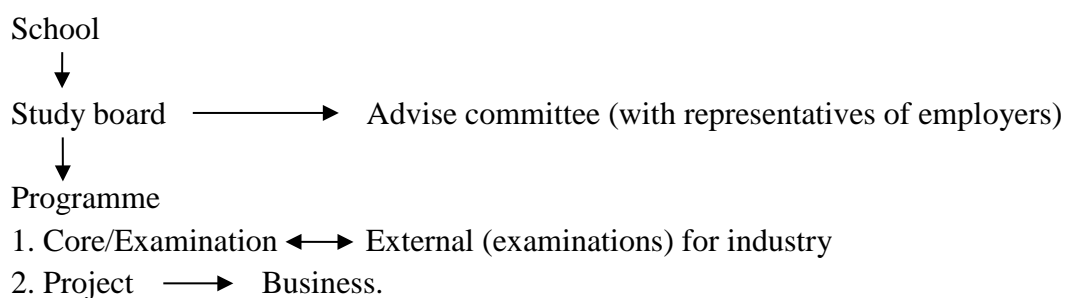 School
Study board Advise committee (with representatives of employers)
Programme
1. Core/Examination External (examinations) for industry
2. Project Business.